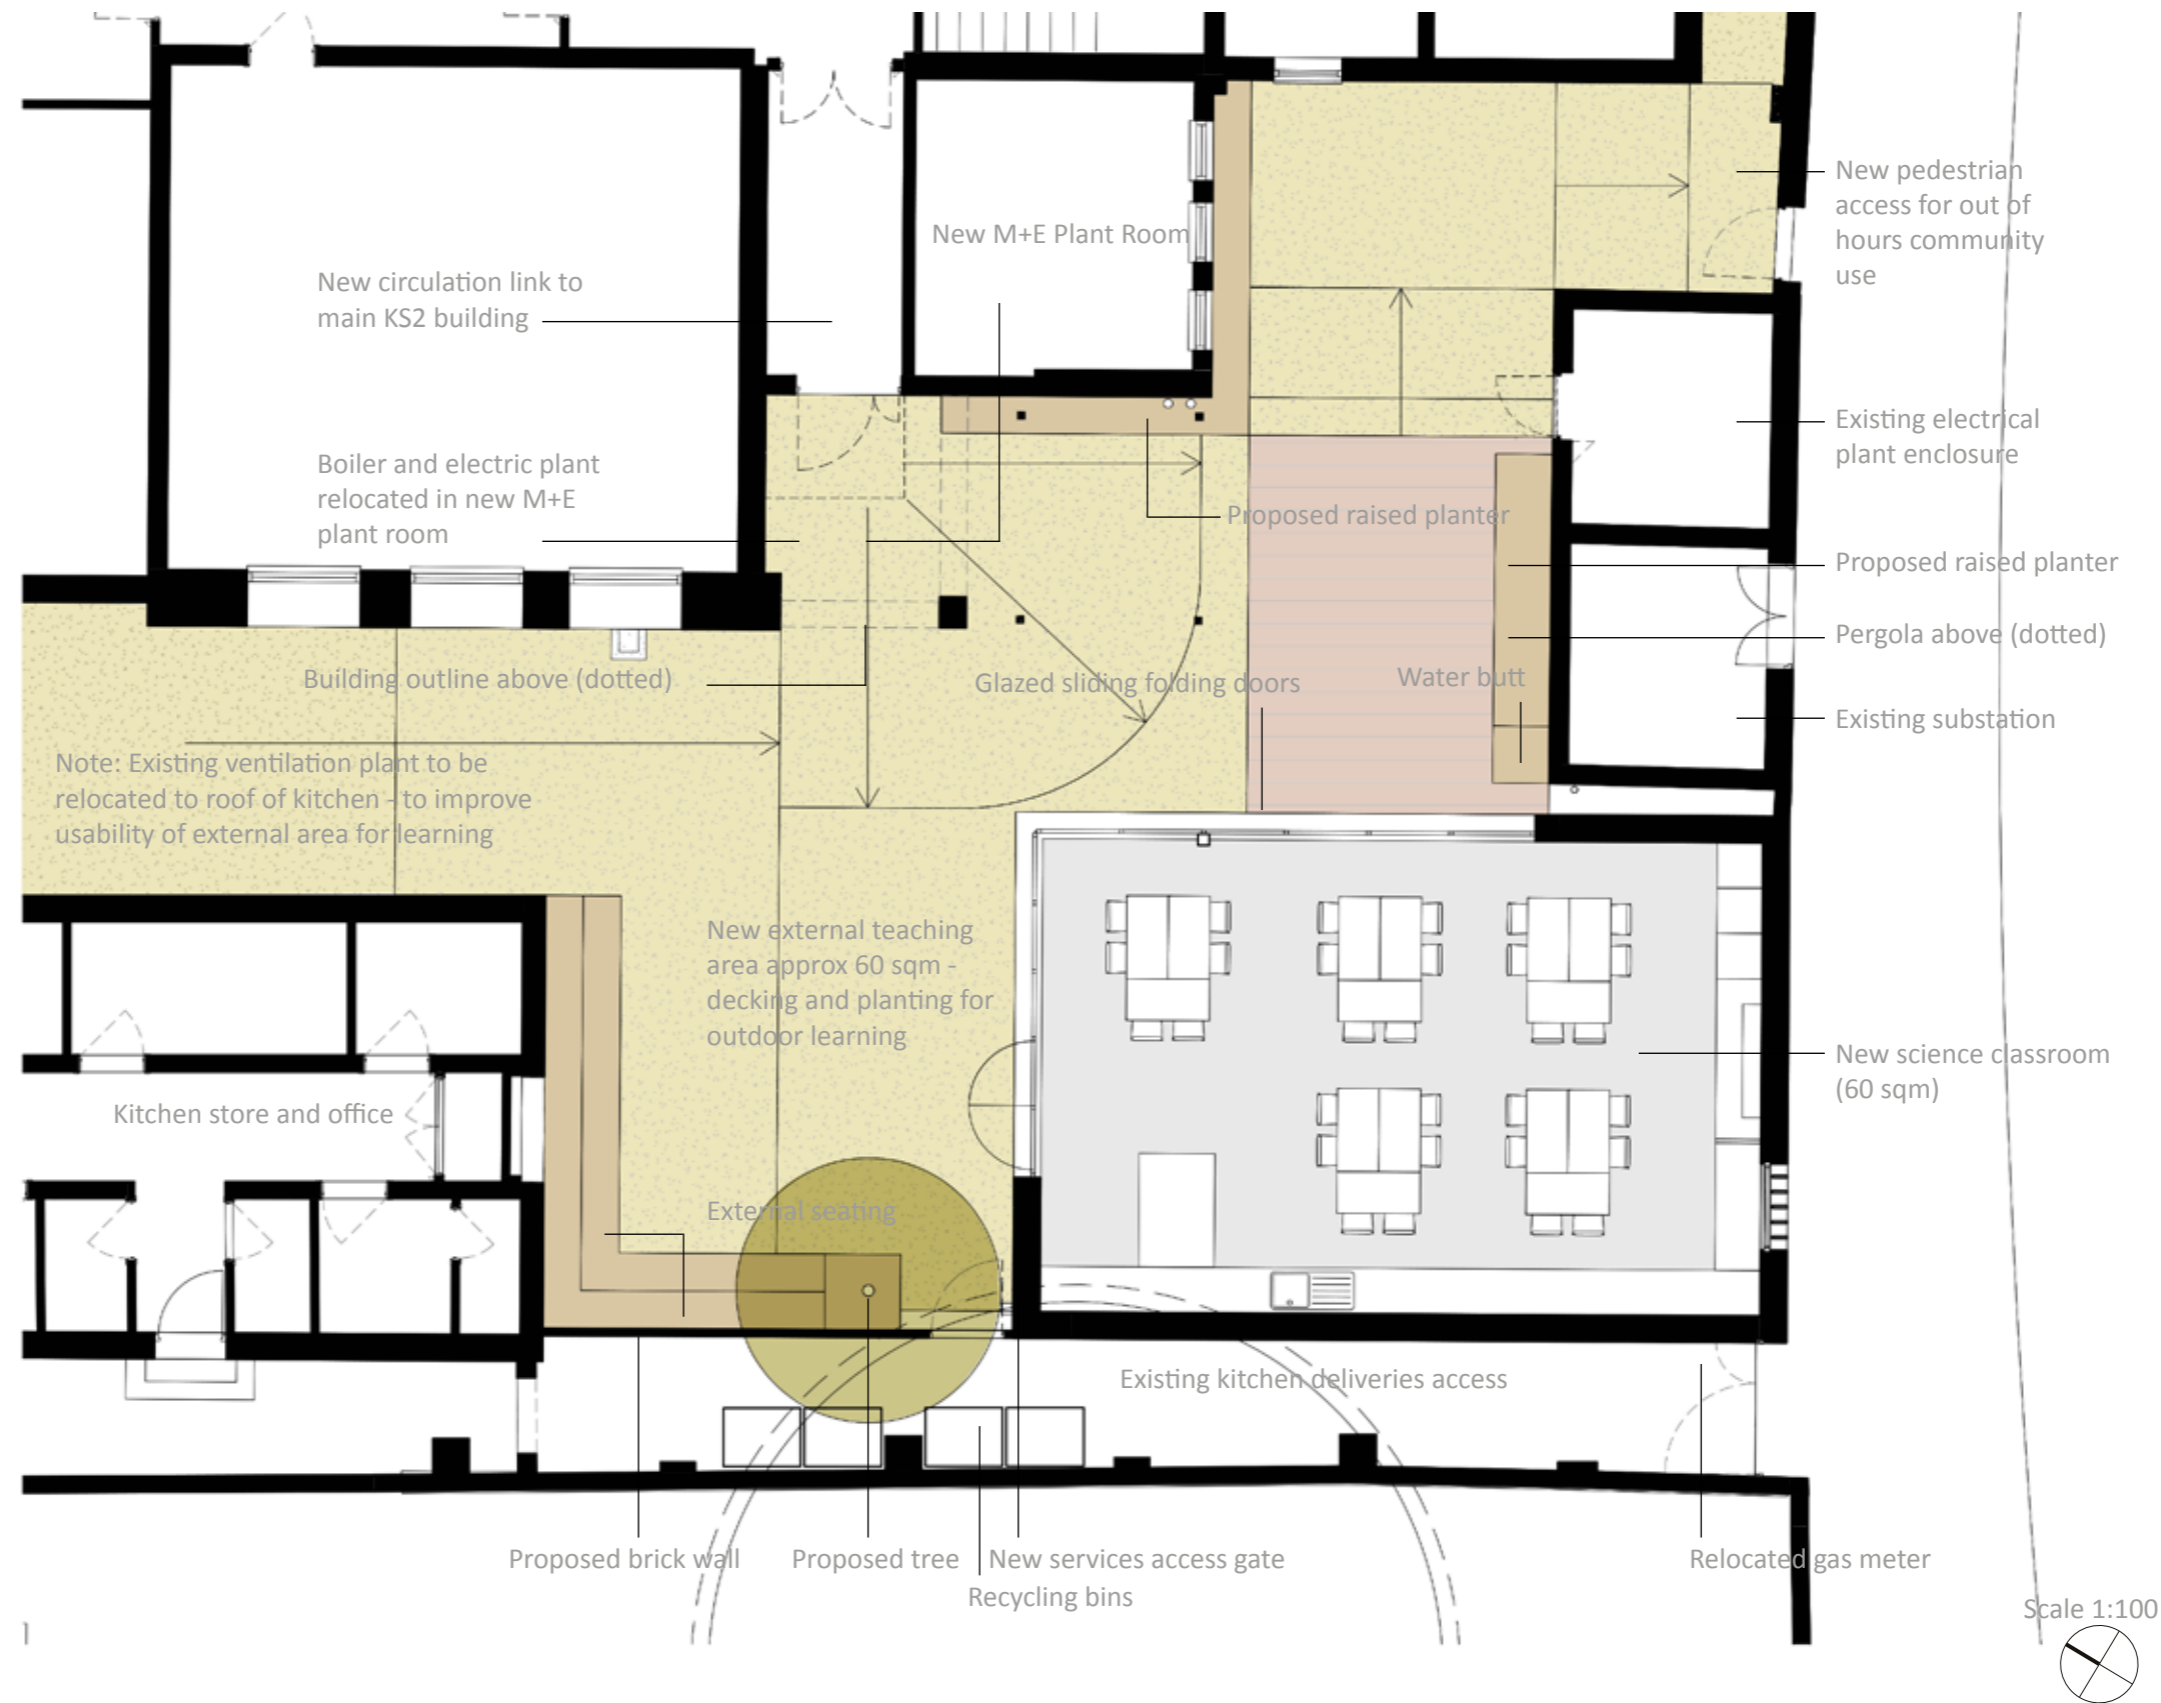 New pedestrian
access for out of
hours community
use
New M+E Plant Room
New circulation link to
main KS2 building
Existing electrical
plant enclosure
Boiler and electric plant
relocated in new M+E
plant room
Proposed raised planter
Proposed raised planter
Pergola above (dotted)
Building outline above (dotted)
Glazed sliding folding doors
Water butt
Existing substation
Note: Existing ventilation plant to be
relocated to roof of kitchen - to improve
usability of external area for learning
New external teaching
area approx 60 sqm -
decking and planting for
outdoor learning
New science classroom
(60 sqm)
Kitchen store and office
External seating
Existing kitchen deliveries access
Proposed brick wall
Proposed tree
New services access gate
Recycling bins
Relocated gas meter
Scale 1:100
1